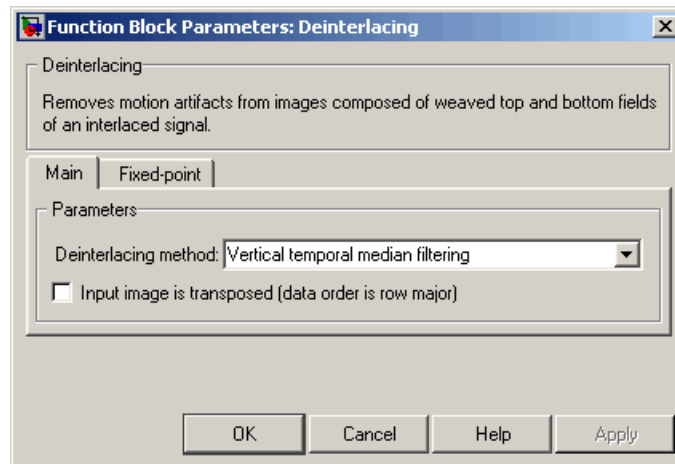 Function Block Parameters: Deinterlacing
Deinterlacing
Removes motion artifacts from images composed of weaved top and bottom fields
of an interlaced signal.
Main Fixed-point
Parameters
Deinterlacing method: Vertical temporal median filtering
Input image is transposed (data order is row major)
OK Cancel Help Apply